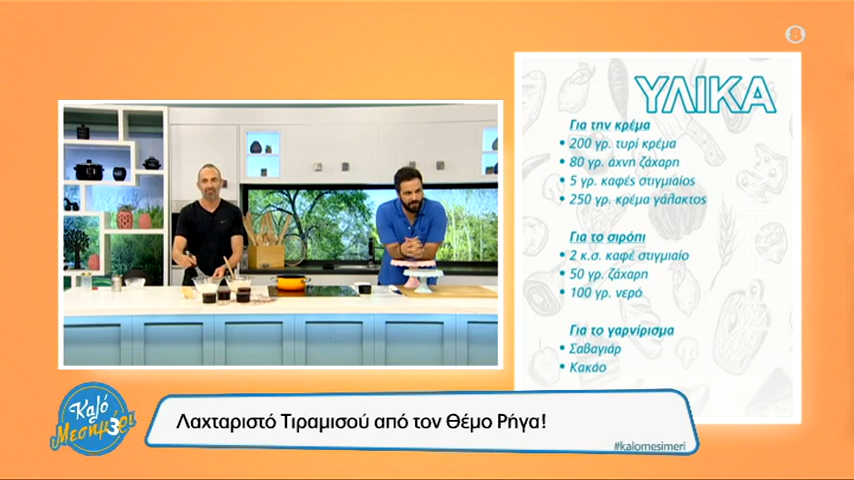 ΥΛΙΚΑ
Για την κρέμα
• 200 γρ. τυρί κρέμα
• 80 γρ. άχνη ζάχαρη
• 5 γρ. καφές στιγμιαίος
• 250 γρ. κρέμα γάλακτος
Για το σιρόπι
• 2 κ.σ. καφέ στιγμιαίο
• 50 γρ. ζάχαρη
• 100 γρ. νερό
Για το γαρνίρισμα
• Σαβαγιάρ
• Κακάο
Καλό
Μεσημ3ρι
Λαχταριστό Τιραμισού από τον Θέμο Ρήγα!
#kalomesimeri